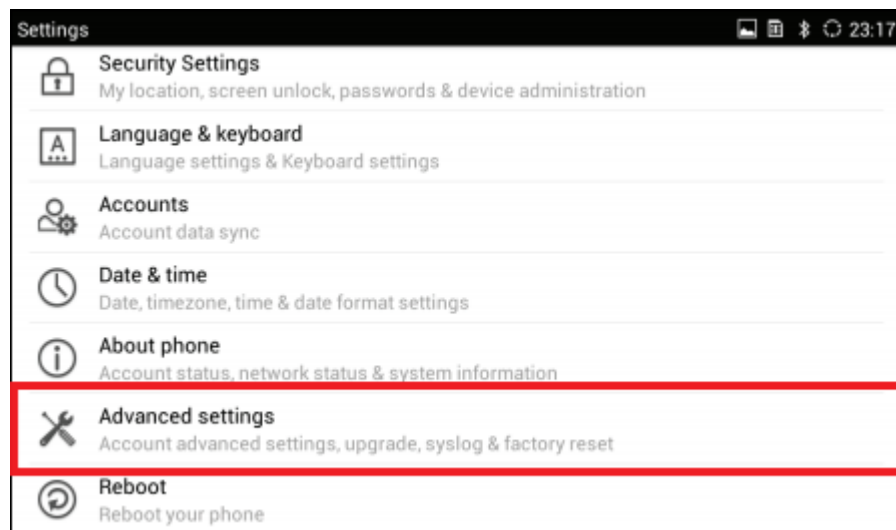 Settings 23:17
Security Settings
My location, screen unlock, passwords & device administration
Language & keyboard
Language settings & Keyboard settings
Accounts
Account data sync
Date & time
Date, timezone, time & date format settings
About phone
Account status, network status & system information
Advanced settings
Account advanced settings, upgrade, syslog & factory reset
Reboot
Reboot your phone